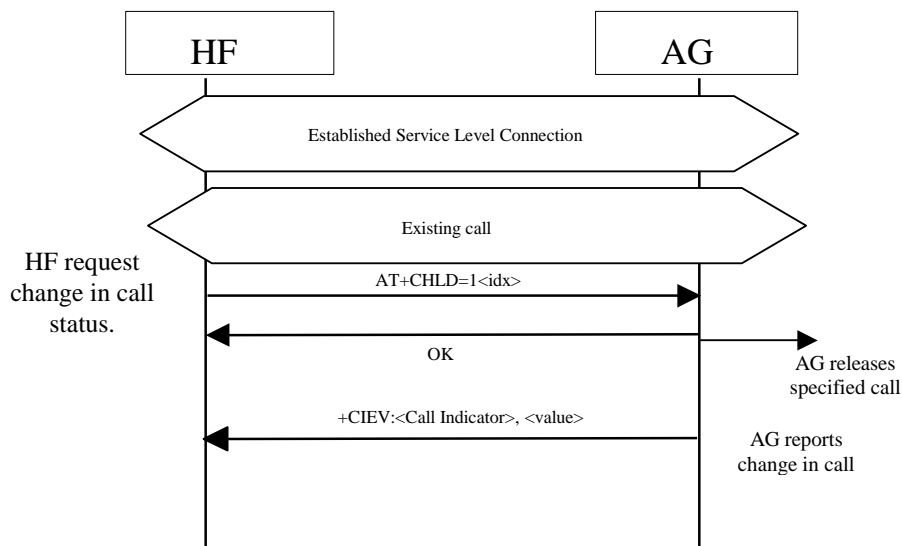 HF
AG
Established Service Level Connection
Existing call
HF request
change in call
status.
AT+CHLD=1<idx>
OK
AG releases
specified call
+CIEV:<Call Indicator>, <value>
AG reports
change in call